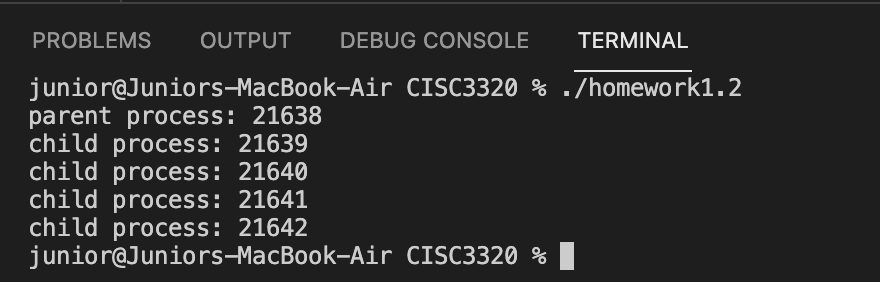 PROBLEMS OUTPUT DEBUG CONSOLE TERMINAL
junior@Juniors-MacBook-Air CISC3320 % ./homework1.2
parent process: 21638
child process: 21639
child process: 21640
child process: 21641
child process: 21642
junior@Juniors-MacBook-Air CISC3320 %